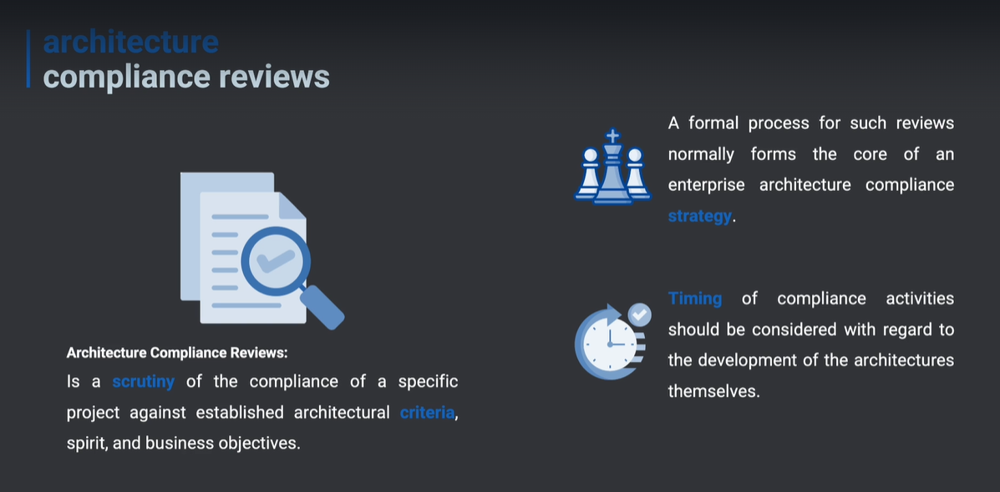 architecture
compliance reviews
Architecture Compliance Reviews:
Is a scrutiny of the compliance of a specific
project against established architectural criteria,
spirit, and business objectives.
A formal process for such reviews
normally forms the core of an
enterprise architecture compliance
strategy.
Timing of compliance activities
should be considered with regard to
the development of the architectures
themselves.